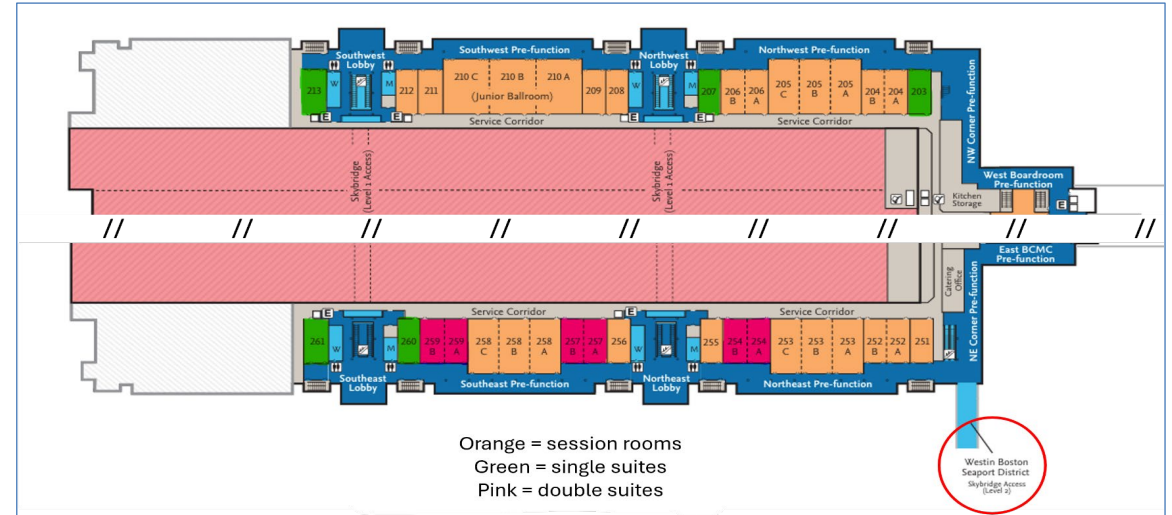 Southwest
Lobby
Southwest Pre-function
Northwest
Lobby
Northwest Pre-function
213
W
M
212
211
210 C
210 B
210 A
(Junior Ballroom)
209
208
W
M
207
206
B
206
A
205
C
205
B
205
A
204
B
204
A
203
NW Corner Pre-function
E
E
Service Corridor
E
E
Service Corridor
Skybridge
(Level 1 Access)
Skybridge
(Level 1 Access)
West Boardroom
Pre-function
Kitchen
Storage
E
// // // // // // // // //
East BCMC
Pre-function
Catering
Office
NE Corner Pre-function
E
Service Corridor
E
Service Corridor
261
W
M
260
259
B
259
A
258
C
258
B
258
A
257
B
257
A
256
W
M
255
254
B
254
A
253
C
253
B
253
A
252
B
252
A
251
Southeast
Lobby
Southeast Pre-function
Northeast
Lobby
Northeast Pre-function
Orange = session rooms
Green = single suites
Pink = double suites
Westin Boston
Seaport District
Skybridge Access
(Level 2)